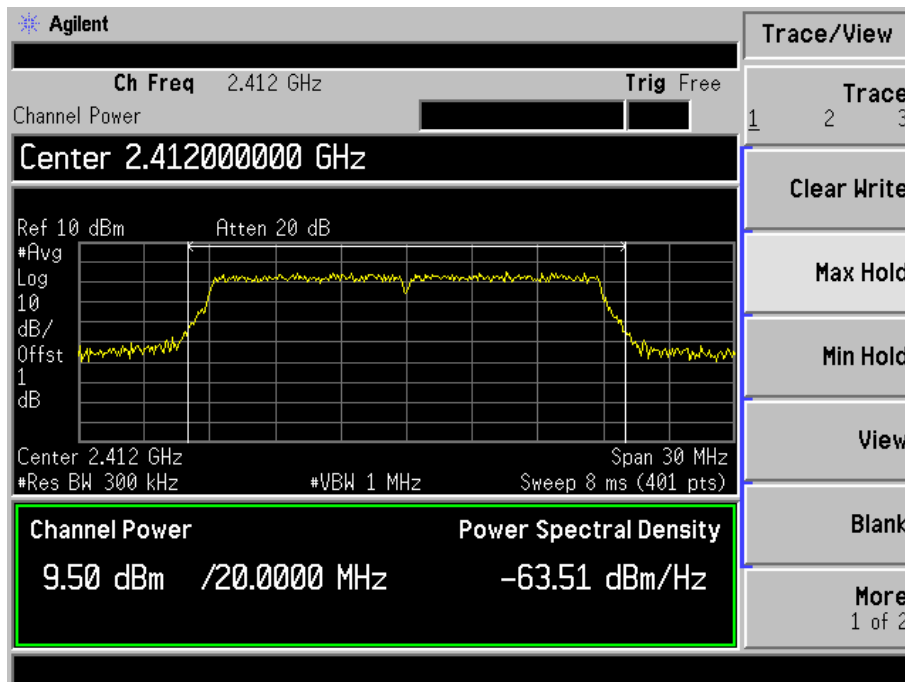 Agilent
Trace/View
Ch Freq 2.412 GHz Trig Free
Channel Power
Center 2.412000000 GHz
Ref 10 dBm Atten 20 dB
#Avg
Log
10
dB/
Offst
1
dB
Center 2.412 GHz Span 30 MHz
#Res BW 300 kHz #VBW 1 MHz Sweep 8 ms (401 pts)
Channel Power Power Spectral Density
9.50 dBm /20.0000 MHz -63.51 dBm/Hz
Trace
1 2 3
Clear Write
Max Hold
Min Hold
View
Blank
More
1 of 2